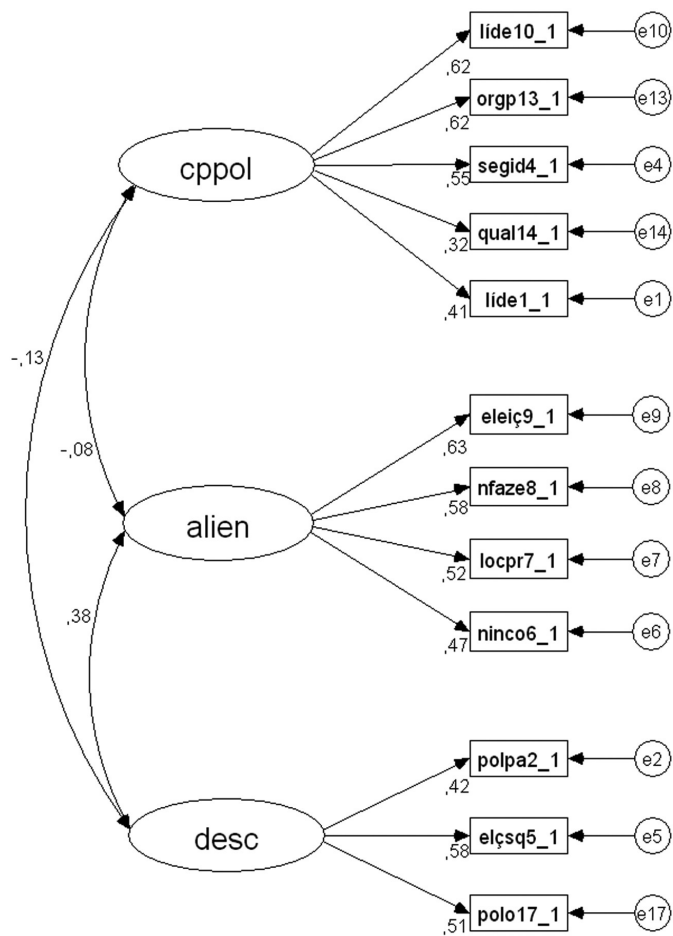 líde10_1
e10
,62
orgp13_1
e13
,62
cppol
segid4_1
e4
,55
qual14_1
e14
,32
líde1_1
e1
,41
-,13
eleiç9_1
e9
,63
-,08
nfaze8_1
e8
,58
alien
locpr7_1
e7
,52
,38
ninco6_1
e6
,47
polpa2_1
e2
,42
desc
elçsq5_1
e5
,58
polo17_1
e17
,51